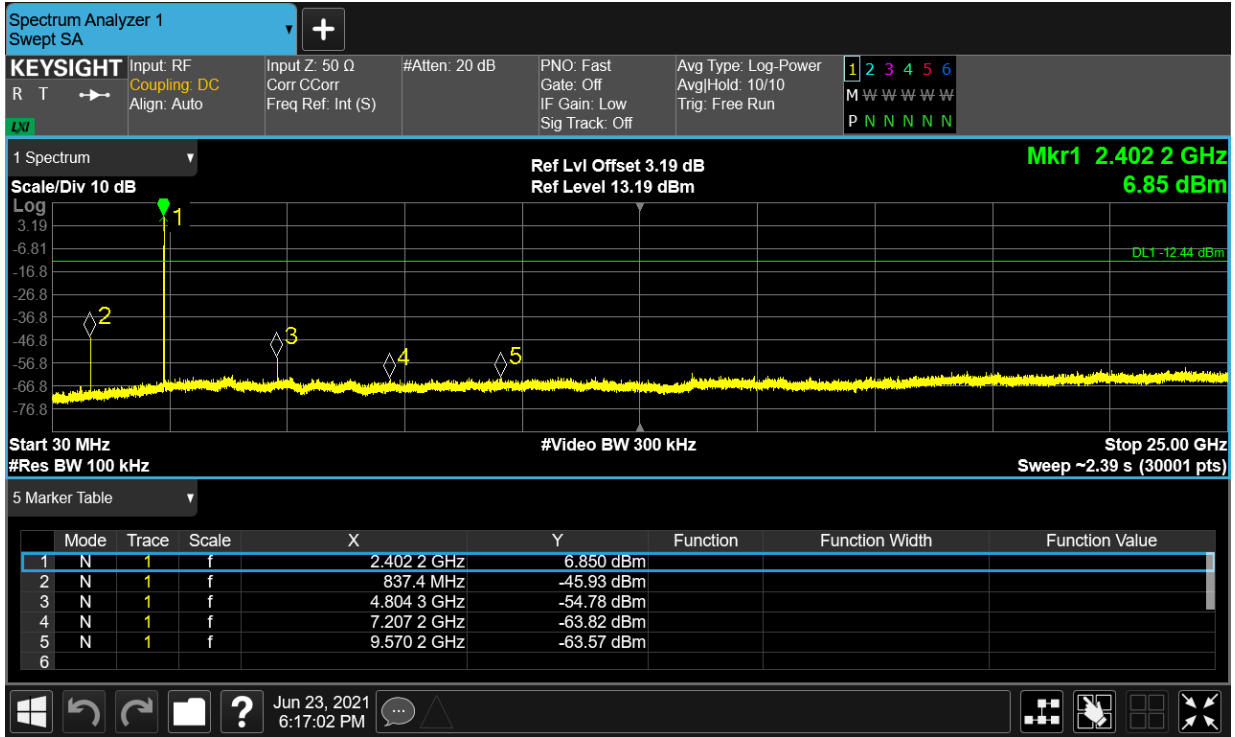 Spectrum Analyzer 1
Swept SA
KEYSIGHT Input: RF Input Z: 50 Ω #Atten: 20 dB PNO: Fast Avg Type: Log-Power 1 2 3 4 5 6
R T Coupling: DC Corr CCorr Gate: Off Avg|Hold: 10/10 M W W W W W
Align: Auto Freq Ref: Int (S) IF Gain: Low Trig: Free Run
LXI Sig Track: Off P N N N N N N
1 Spectrum Ref Lvl Offset 3.19 dB Mkr1 2.402 2 GHz
Scale/Div 10 dB Ref Level 13.19 dBm 6.85 dBm
Log
1
3.19
-6.81
DL1 -12.44 dBm
-16.8
-26.8
-36.8 2
-46.8 3
-56.8 4 5
-66.8
-76.8
Start 30 MHz #Video BW 300 kHz Stop 25.00 GHz
#Res BW 100 kHz Sweep ~2.39 s (30001 pts)
5 Marker Table
Mode Trace Scale X Y Function Function Width Function Value
1 N 1 f 2.402 2 GHz 6.850 dBm
2 N 1 f 837.4 MHz -45.93 dBm
3 N 1 f 4.804 3 GHz -54.78 dBm
4 N 1 f 7.207 2 GHz -63.82 dBm
5 N 1 f 9.570 2 GHz -63.57 dBm
6
? Jun 23, 2021
6:17:02 PM